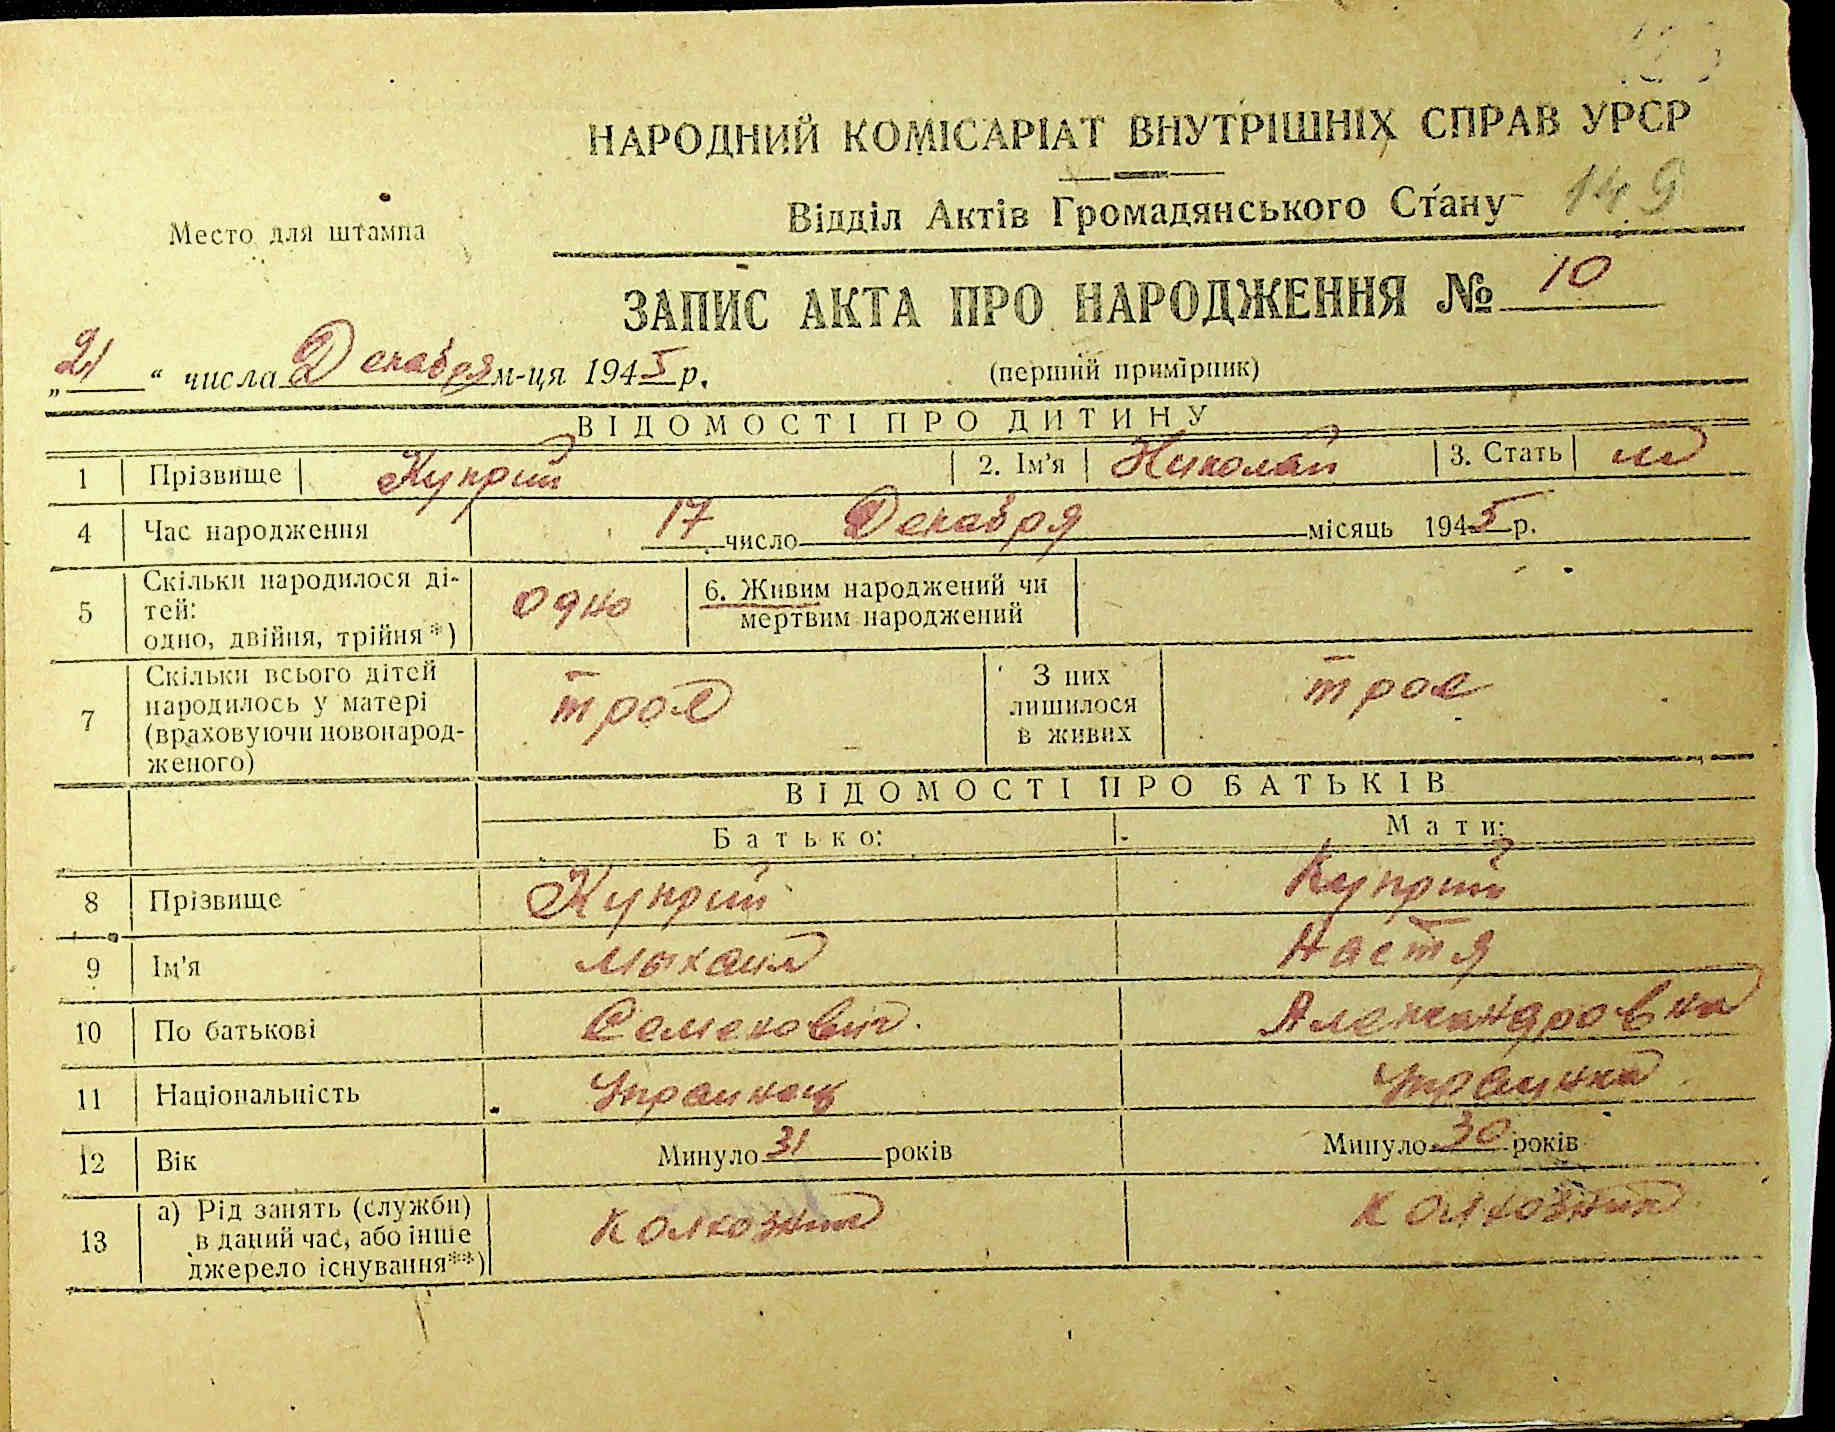 НАРОДНИЙ КОМІСАРІАТ ВНУТРІШНІХ СПРАВ УРСР
Відділ Актів Громадянського Стану 149
Место для штампа
ЗАПИС АКТА ПРО НАРОДЖЕННЯ № 10
„21“ числа Декабря м-ця 1945 р. (перший примірник)
ВІДОМОСТІ ПРО ДИТИНУ
1 Прізвище Куприй 2. Ім'я Николай 3. Стать м
4 Час народження 17 число Декабря місяць 1945 р.
5 Скільки народилося ді-
тей:
одно, двійня, трійня*) одно 6. Живим народжений чи
мертвим народжений
7 Скільки всього дітей
народилось у матері
(враховуючи новонарод-
женого) трое З них
лишилося
в живих трое
ВІДОМОСТІ ПРО БАТЬКІВ
Батько: Мати:
8 Прізвище Куприй Куприй
9 Ім'я Мыхаил Настя
10 По батькові Семенович Александровна
11 Національність Украинец Украинка
12 Вік Минуло 31 років Минуло 30 років
13 а) Рід занять (служби)
в даний час, або інше
джерело існування**) Колхозник Колхозник